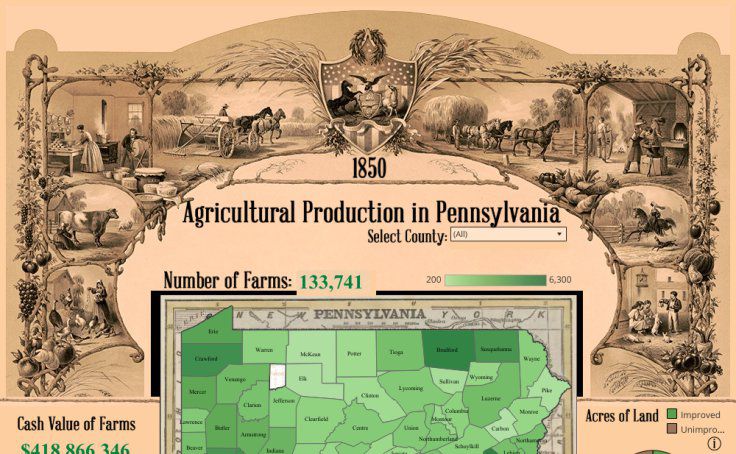 1850
Agricultural Production in Pennsylvania
Select County: (All)
Number of Farms: 133,741
200 6,300
NEW YORK
PENNSYLVANIA
Erie
Crawford
Warren
McKean
Potter
Tioga
Bradford
Susquehanna
Wayne
Mercer
Venango
Elk
Sullivan
Wyoming
Pike
Lawrence
Butler
Clarion
Jefferson
Clinton
Lycoming
Luzerne
Columbia
Monroe
Montour
Clearfield
Centre
Union
Northumberland
Carbon
Armstrong
Schuylkill
Northampton
Beaver
Indiana
Lehigh
Cash Value of Farms
$418,866,346
Acres of Land
Improved
Unimpro...